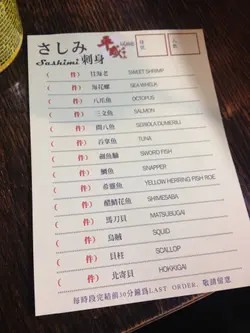 さしみ
Sashimi 刺身
(件) 甘海老 SWEET SHRIMP
(件) 海花螺 SEA WHELK
(件) 八爪魚 OCTOPUS
(件) 三文魚 SALMON
(件) 間八魚 SERIOLA DUMERILI
(件) 吞拿魚 TUNA
(件) 劍魚腩 SWORD FISH
(件) 鯛魚 SNAPPER
(件) 希靈魚 YELLOW HERRING FISH ROE
(件) 醋鯖花魚 SHIMESABA
(件) 馬刀貝 MATSUBUGAI
(件) 烏賊 SQUID
(件) 貝柱 SCALLOP
(件) 北寄貝 HOKKIGAI
每時段完結前30分鐘為LAST ORDER, 敬請留意